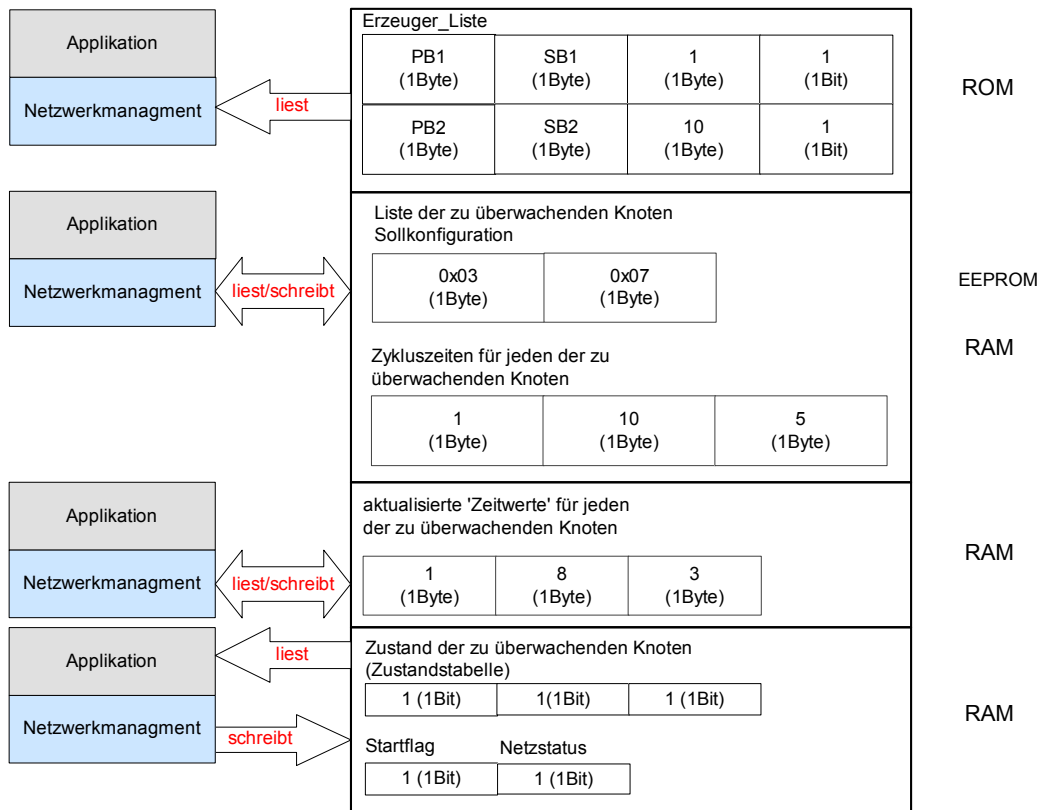 Erzeuger_Liste
Applikation
Netzwerkmanagment
liest
PB1
(1Byte)
SB1
(1Byte)
1
(1Byte)
1
(1Bit)
PB2
(1Byte)
SB2
(1Byte)
10
(1Byte)
1
(1Bit)
ROM
Applikation
Netzwerkmanagment
liest/schreibt
Liste der zu überwachenden Knoten
Sollkonfiguration
0x03
(1Byte)
0x07
(1Byte)
EEPROM
Zykluszeiten für jeden der zu
überwachenden Knoten
1
(1Byte)
10
(1Byte)
5
(1Byte)
RAM
Applikation
Netzwerkmanagment
liest/schreibt
aktualisierte 'Zeitwerte' für jeden
der zu überwachenden Knoten
1
(1Byte)
8
(1Byte)
3
(1Byte)
RAM
Applikation
Netzwerkmanagment
liest
schreibt
Zustand der zu überwachenden Knoten
(Zustandstabelle)
1 (1Bit)
1(1Bit)
1 (1Bit)
Startflag
Netzstatus
1 (1Bit)
1 (1Bit)
RAM